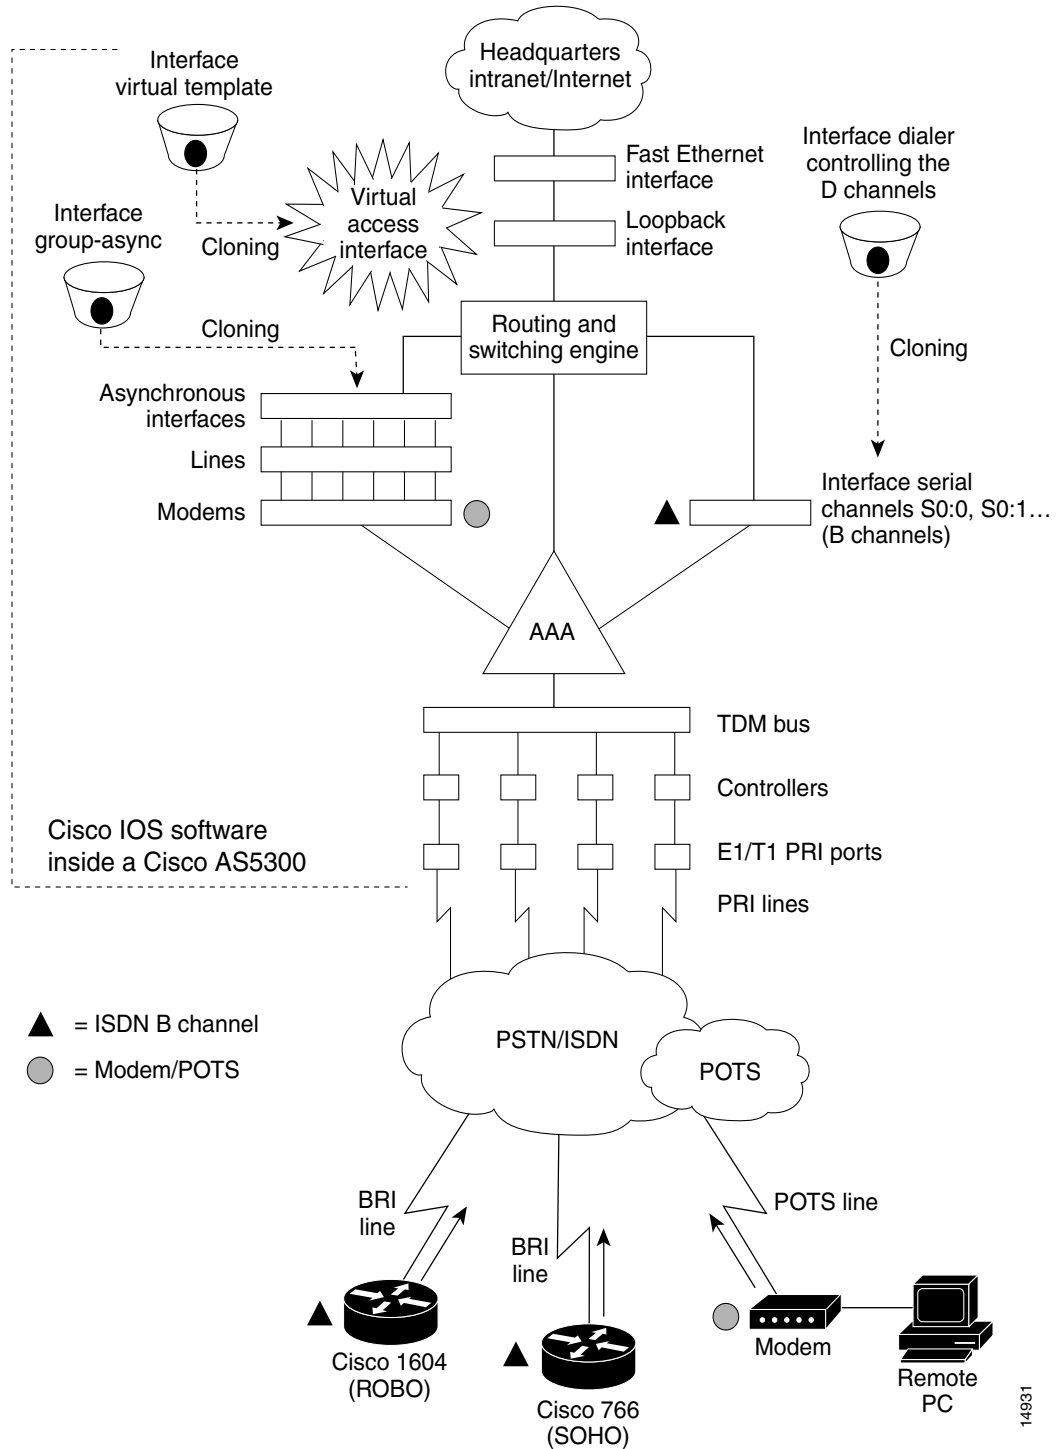 Headquarters
intranet/Internet
Interface
virtual template
Fast Ethernet
interface
Interface dialer
controlling the
D channels
Virtual
access
interface
Interface
group-async
Cloning
Loopback
interface
Cloning
Routing and
switching engine
Cloning
Asynchronous
interfaces
Lines
Modems
Interface serial
channels S0:0, S0:1...
(B channels)
AAA
TDM bus
Controllers
Cisco IOS software
inside a Cisco AS5300
E1/T1 PRI ports
PRI lines
= ISDN B channel
= Modem/POTS
PSTN/ISDN
POTS
BRI
line
BRI
line
POTS line
Cisco 1604
(ROBO)
Cisco 766
(SOHO)
Modem
Remote
PC
14931